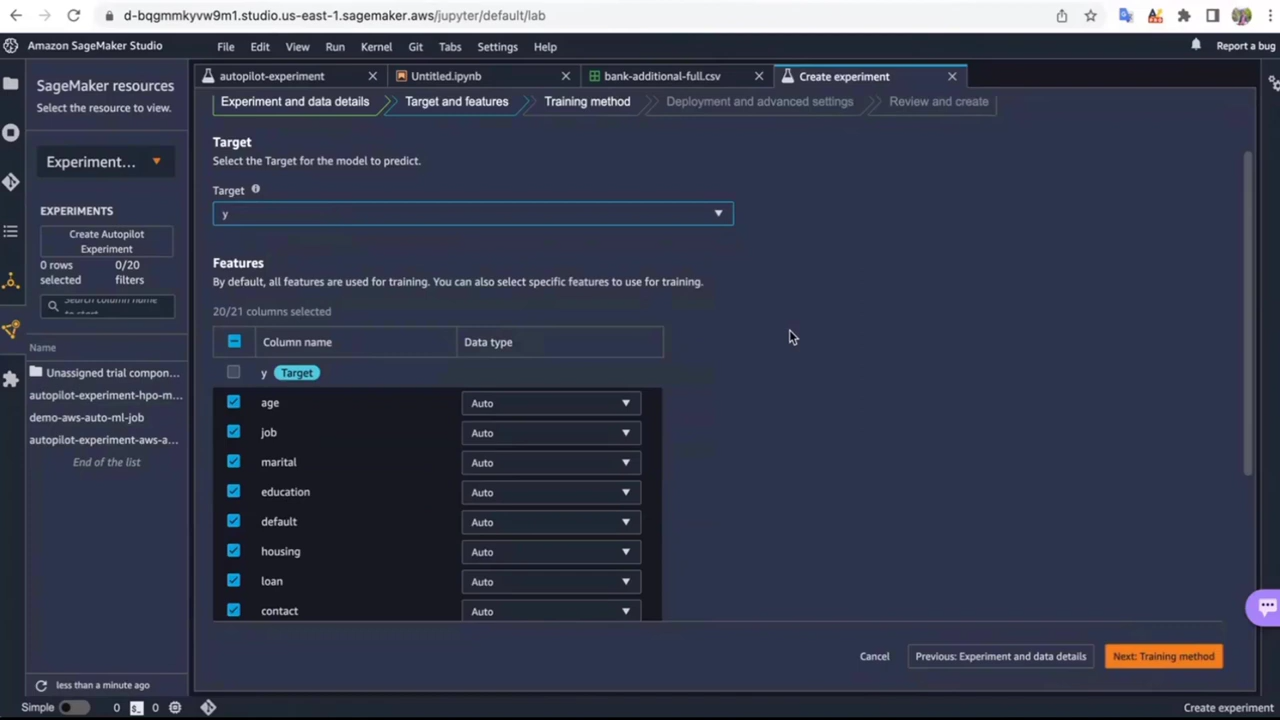 d-bqgmmkyvw9m1.studio.us-east-1.sagemaker.aws/jupyter/default/lab
Amazon SageMaker Studio File Edit View Run Kernel Git Tabs Settings Help Report a bug
autopilot-experiment Untitled.ipynb bank-additional-full.csv Create experiment
SageMaker resources
Select the resource to view.
Experiment...
EXPERIMENTS
Create Autopilot
Experiment
0 rows 0/20
selected filters
Search column name
to start
Name
Unassigned trial compon...
autopilot-experiment-hpo-m...
demo-aws-auto-ml-job
autopilot-experiment-aws-a...
End of the list
less than a minute ago
Experiment and data details Target and features Training method Deployment and advanced settings Review and create
Target
Select the Target for the model to predict.
Target
y
Features
By default, all features are used for training. You can also select specific features to use for training.
20/21 columns selected
Column name Data type
y Target
age Auto
job Auto
marital Auto
education Auto
default Auto
housing Auto
loan Auto
contact Auto
Cancel Previous: Experiment and data details Next: Training method
Simple 0 $_ 0 Create experiment